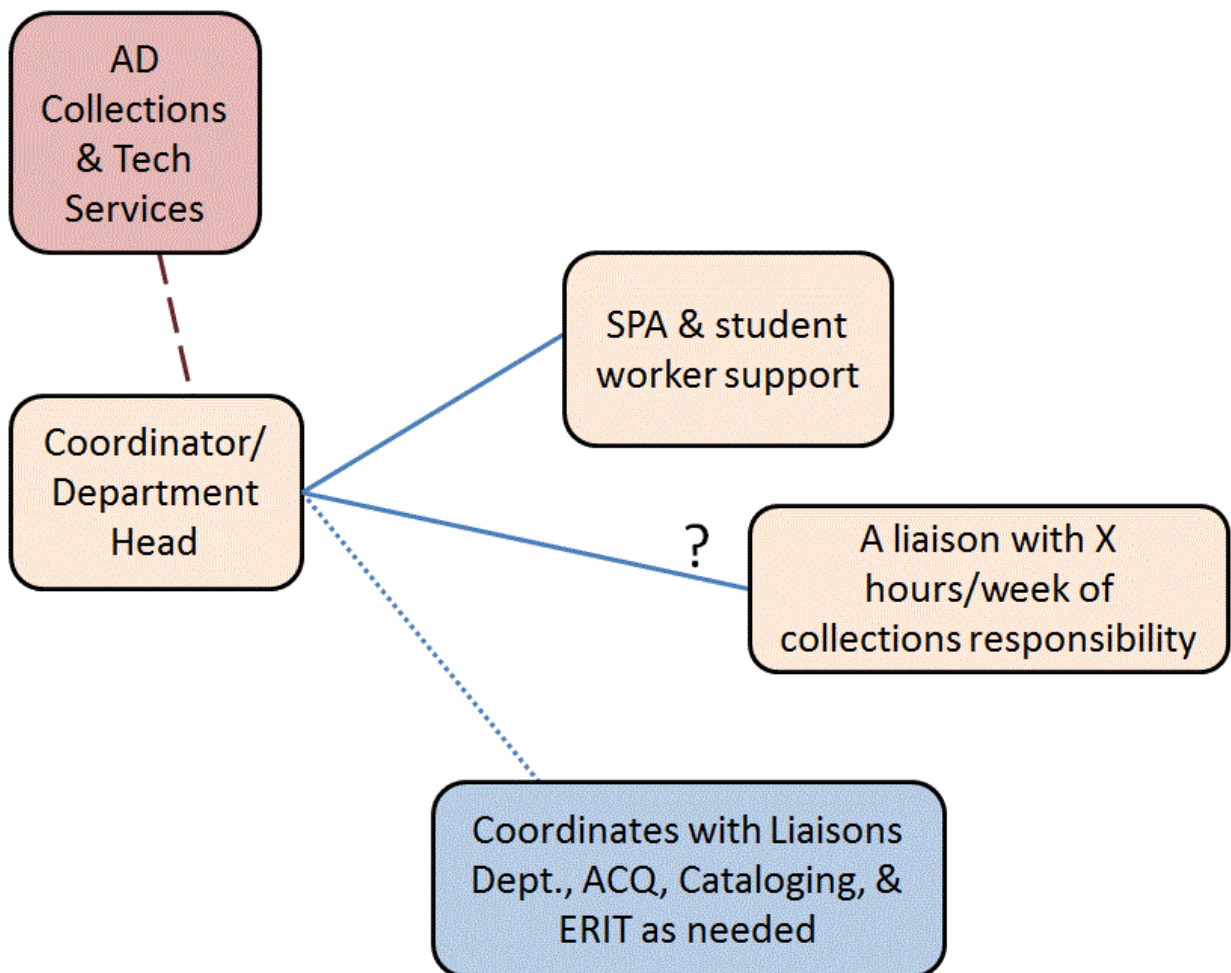 AD
Collections
& Tech
Services
SPA & student
worker support
Coordinator/
Department
Head
?
A liaison with X
hours/week of
collections responsibility
Coordinates with Liaisons
Dept., ACQ, Cataloging, &
ERIT as needed